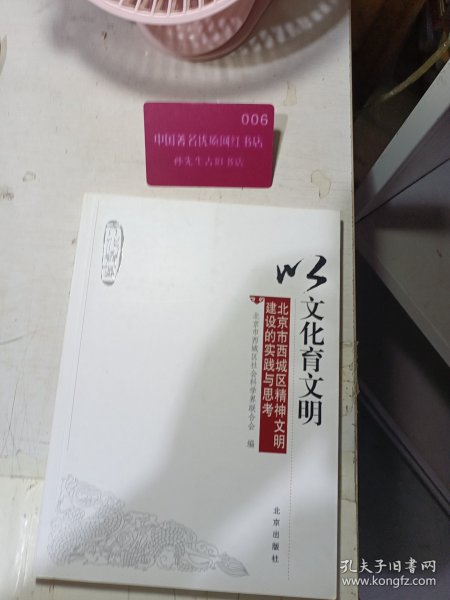 006
中国著名优质网红书店
孙先生古旧书店
以文化育文明
北京市西城区精神文明
建设的实践与思考
北京市西城区社会科学界联合会 编
北京出版社
孔夫子旧书网
www.kongfz.com